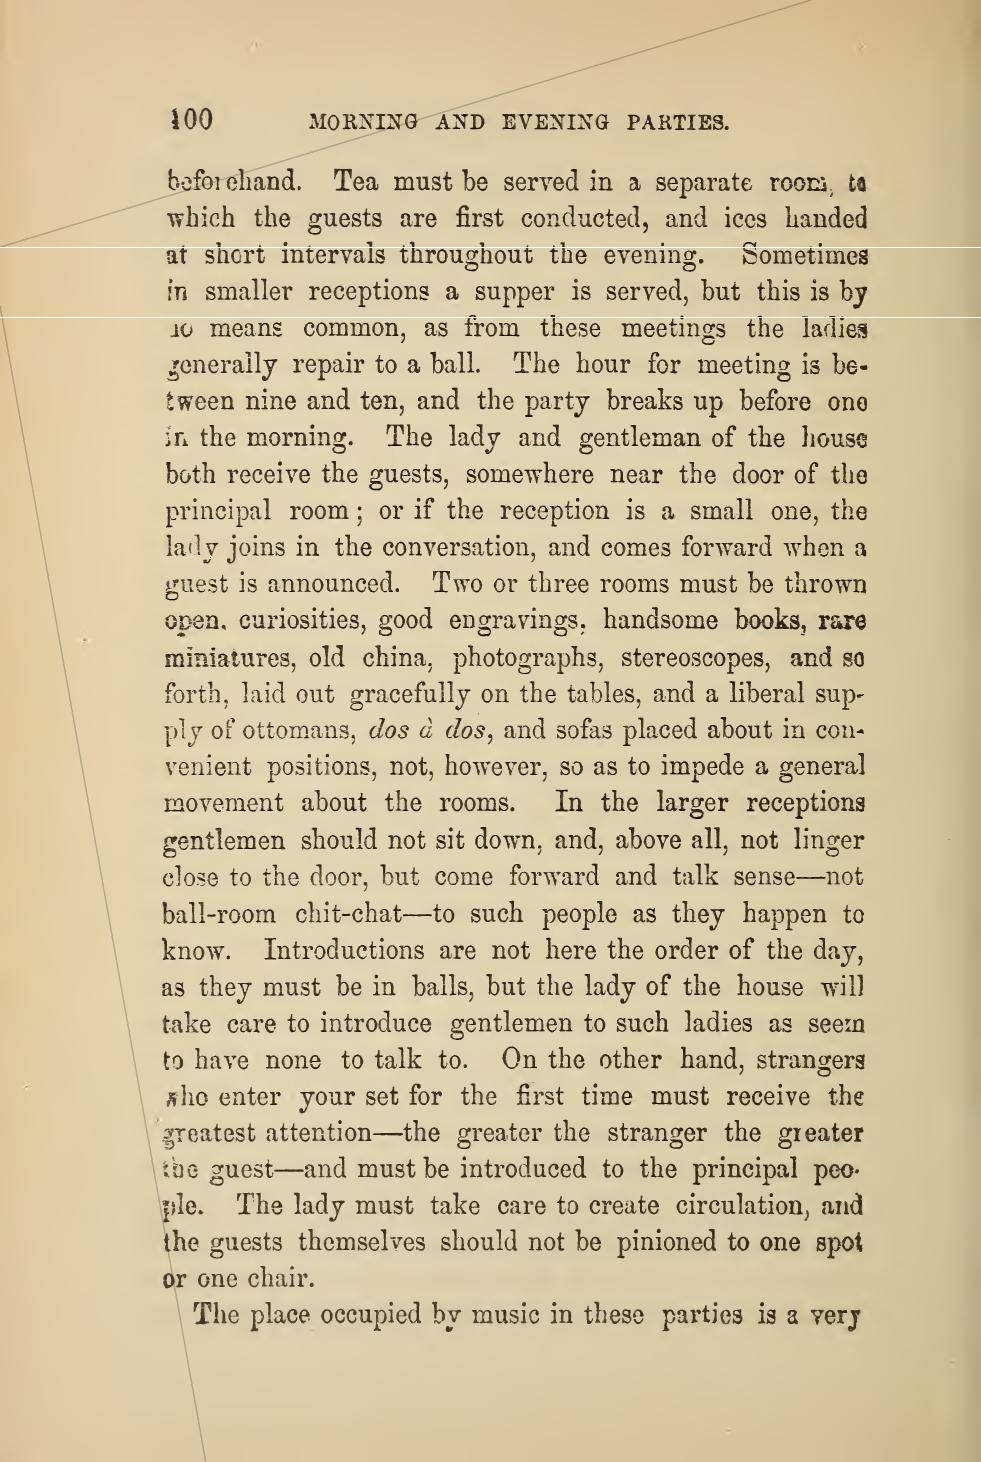 100 MORNING AND EVENING PARTIES.
beforehand. Tea must be served in a separate room, to
which the guests are first conducted, and ices handed
at short intervals throughout the evening. Sometimes
in smaller receptions a supper is served, but this is by
no means common, as from these meetings the ladies
generally repair to a ball. The hour for meeting is be-
tween nine and ten, and the party breaks up before one
in the morning. The lady and gentleman of the house
both receive the guests, somewhere near the door of the
principal room; or if the reception is a small one, the
lady joins in the conversation, and comes forward when a
guest is announced. Two or three rooms must be thrown
open, curiosities, good engravings, handsome books, rare
miniatures, old china, photographs, stereoscopes, and so
forth, laid out gracefully on the tables, and a liberal sup-
ply of ottomans, dos à dos, and sofas placed about in con-
venient positions, not, however, so as to impede a general
movement about the rooms. In the larger receptions
gentlemen should not sit down, and, above all, not linger
close to the door, but come forward and talk sense—not
ball-room chit-chat—to such people as they happen to
know. Introductions are not here the order of the day,
as they must be in balls, but the lady of the house will
take care to introduce gentlemen to such ladies as seem
to have none to talk to. On the other hand, strangers
who enter your set for the first time must receive the
greatest attention—the greater the stranger the greater
the guest—and must be introduced to the principal peo-
ple. The lady must take care to create circulation, and
the guests themselves should not be pinioned to one spot
or one chair.
The place occupied by music in these parties is a very